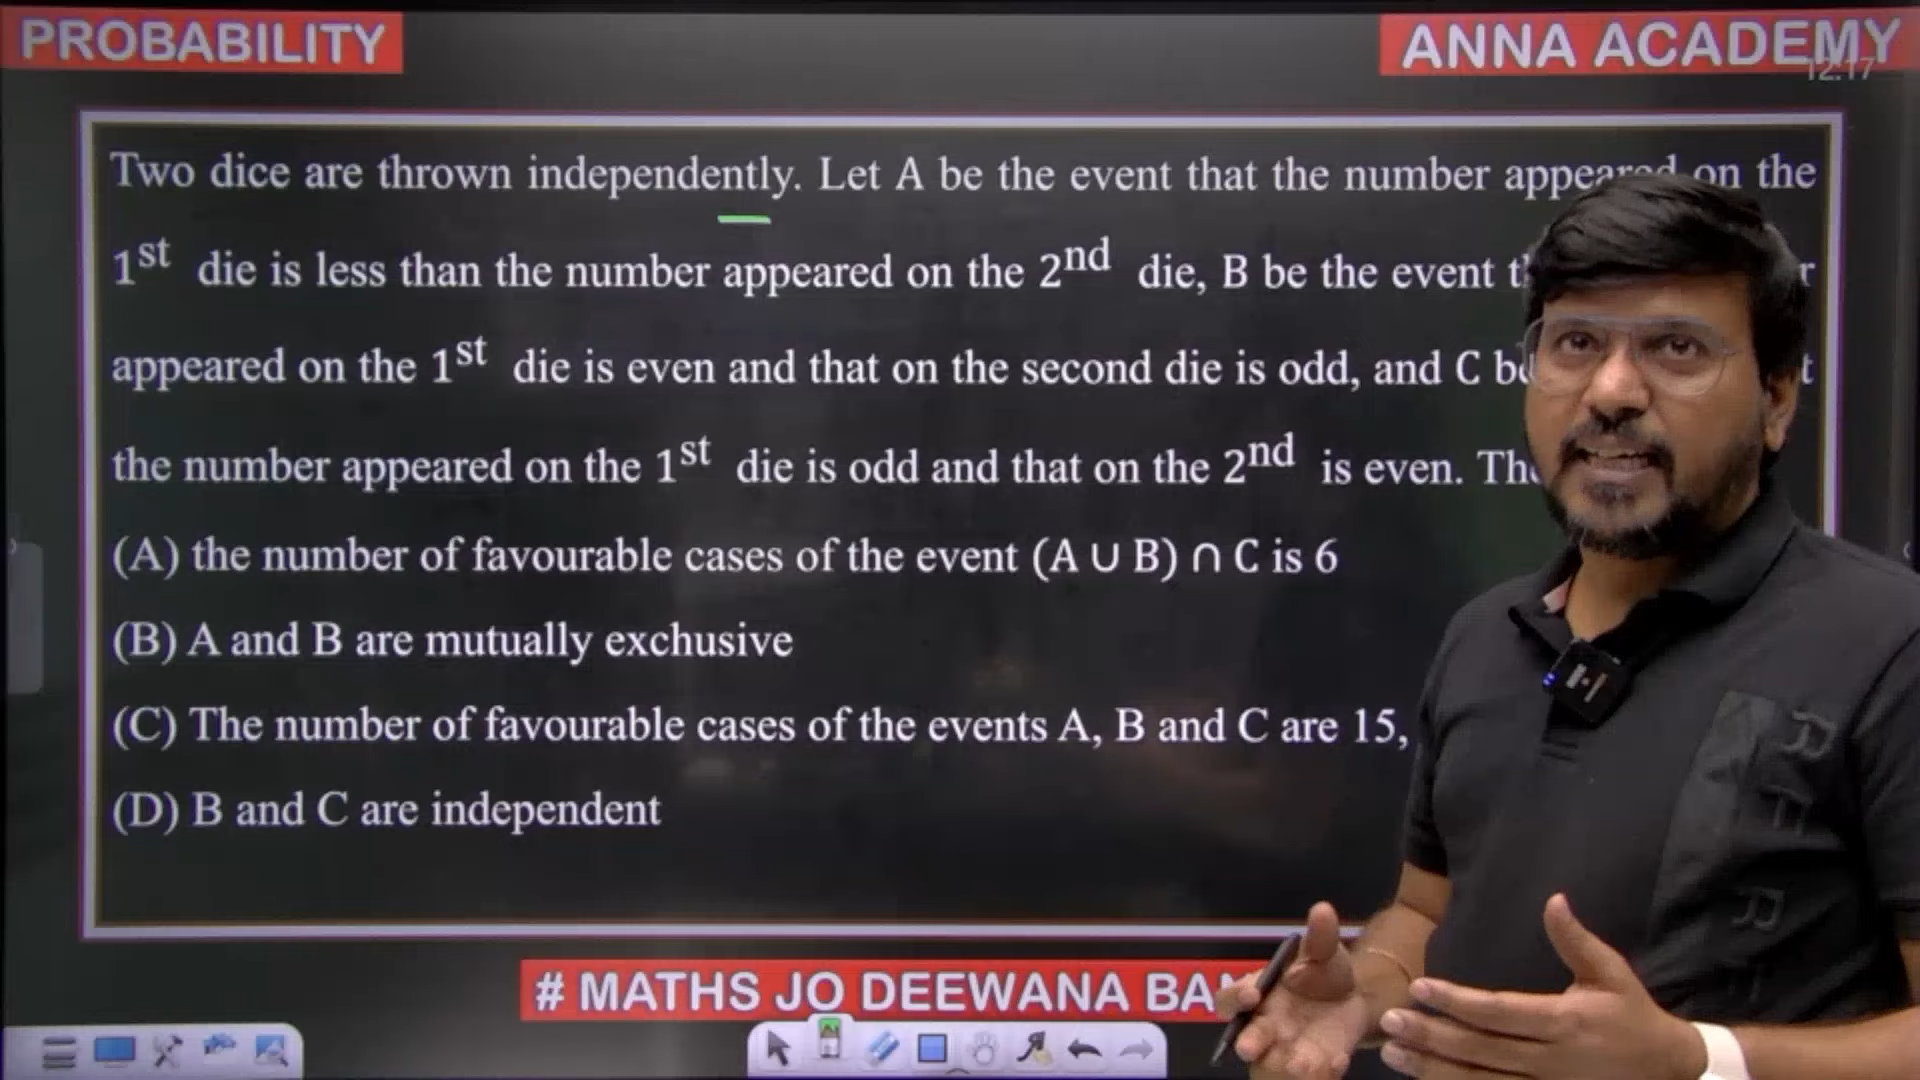 PROBABILITY
ANNA ACADEMY
12:17
Two dice are thrown independently. Let A be the event that the number appeared on the
1st die is less than the number appeared on the 2nd die, B be the event
appeared on the 1st die is even and that on the second die is odd, and C
the number appeared on the 1st die is odd and that on the 2nd is even.
(A) the number of favourable cases of the event (A ∪ B) ∩ C is 6
(B) A and B are mutually exchusive
(C) The number of favourable cases of the events A, B and C are 15,
(D) B and C are independent
# MATHS JO DEEWANA